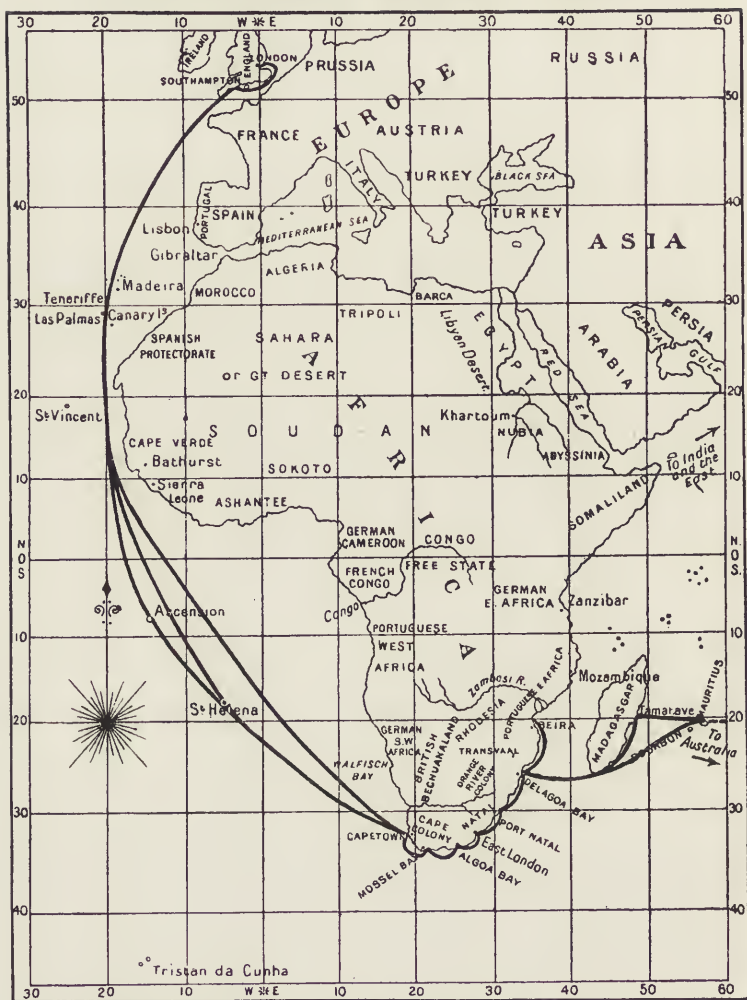 30 20 10 W E 10 20 30 40 50 60
IRELAND
ENGLAND
LONDON
SOUTHAMPTON
PRUSSIA
RUSSIA
50
50
FRANCE
EUROPE
AUSTRIA
ITALY
TURKEY
BLACK SEA
40
40
PORTUGAL
SPAIN
Lisbon
TURKEY
MEDITERRANEAN SEA
ASIA
Gibraltar
ALGERIA
Madeira
MOROCCO
30
30
Teneriffe
Las Palmas
Canary Is
BARCA
TRIPOLI
PERSIA
PERSIAN GULF
SPANISH
PROTECTORATE
SAHARA
or GT DESERT
Libyan Desert.
EGYPT
RED SEA
ARABIA
AFRICA
20
20
St Vincent
SOUDAN
Khartoum
NUBIA
CAPE VERDE
Bathurst
SOKOTO
ABYSSINIA
To India
and the
East
10
10
Sierra
Leone
ASHANTEE
SOMALILAND
GERMAN
CAMEROON
CONGO
FREE STATE
N
0
S
N.
0
S.
FRENCH
CONGO
GERMAN
E. AFRICA
Zanzibar
Ascension
Congo
10
10
PORTUGUESE
WEST
AFRICA
Zambosi R.
PORTUGUESE E AFRICA
Mozambique
MADAGASGAR
Tamatave
MAURITIUS
St Helena
20
20
GERMAN
S.W
AFRICA
BRITISH
BECHUAKALAND
RHODESIA
BEIRA
BOURBON
To
Australia
TRANSVAAL
WALFISCH
BAY
ORANGE
RIVER
COLONY
DELAGOA BAY
30
30
CAPE
COLONY
NATAL
PORT NATAL
CAPETOWN
East London
MOSSEL BAY
ALGOA BAY
40
40
Tristan da Cunha
30 20 10 W E 10 20 30 40 50 60